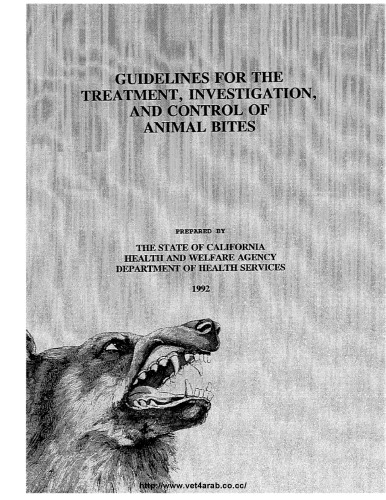 GUIDELINES FOR THE
TREATMENT, INVESTIGATION,
AND CONTROL OF
ANIMAL BITES
PREPARED BY
THE STATE OF CALIFORNIA
HEALTH AND WELFARE AGENCY
DEPARTMENT OF HEALTH SERVICES
1992
http://www.vet4arab.co.cc/